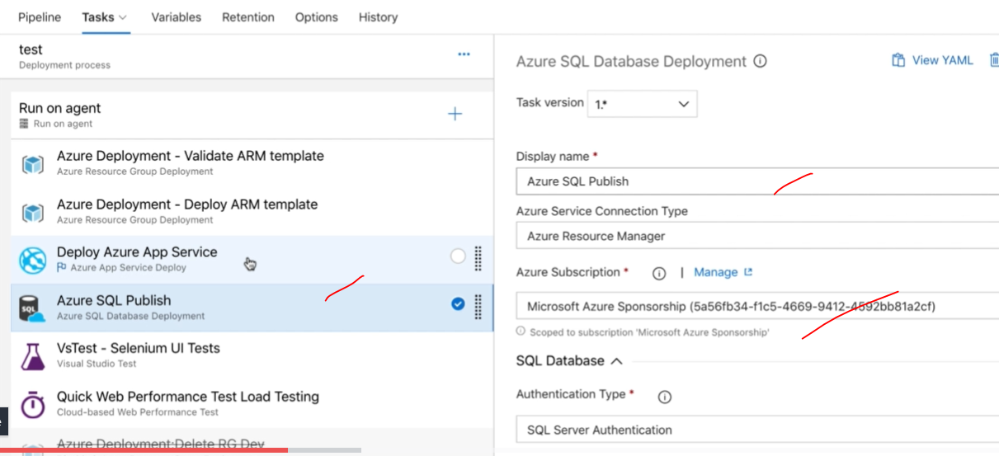 Pipeline Tasks Variables Retention Options History
test
Deployment process
Run on agent
Run on agent
Azure Deployment - Validate ARM template
Azure Resource Group Deployment
Azure Deployment - Deploy ARM template
Azure Resource Group Deployment
Deploy Azure App Service
Azure App Service Deploy
SQL
Azure SQL Publish
Azure SQL Database Deployment
VsTest - Selenium UI Tests
Visual Studio Test
Quick Web Performance Test Load Testing
Cloud-based Web Performance Test
Azure Deployment:Delete RG Dev
Azure SQL Database Deployment
View YAML
Task version 1.*
Display name *
Azure SQL Publish
Azure Service Connection Type
Azure Resource Manager
Azure Subscription * | Manage
Microsoft Azure Sponsorship (5a56fb34-f1c5-4669-9412-4592bb81a2cf)
Scoped to subscription 'Microsoft Azure Sponsorship'
SQL Database
Authentication Type *
SQL Server Authentication